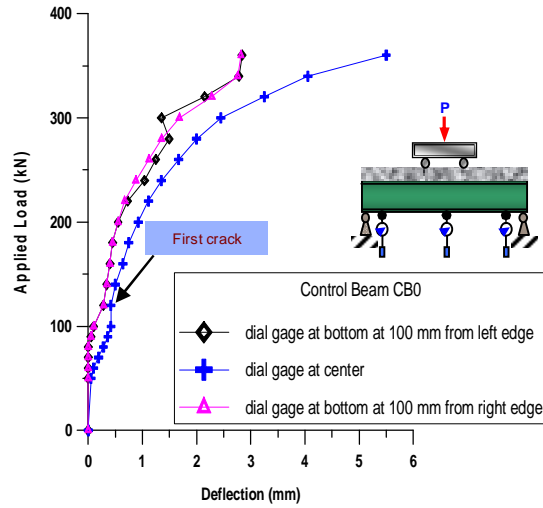 400
300
200
100
0
Applied Load (kN)
0
1
2
3
4
5
6
Deflection (mm)
P
First crack
Control Beam CB0
dial gage at bottom at 100 mm from left edge
dial gage at center
dial gage at bottom at 100 mm from right edge